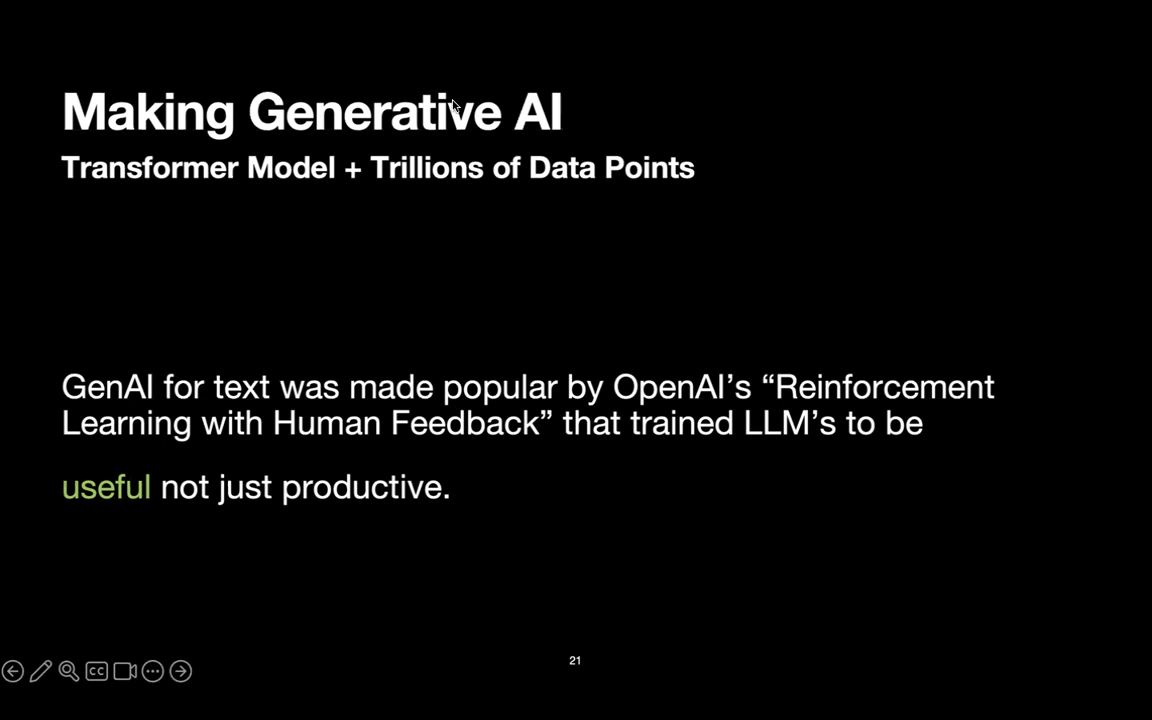 Making Generative AI
Transformer Model + Trillions of Data Points
GenAI for text was made popular by OpenAI’s “Reinforcement
Learning with Human Feedback” that trained LLM’s to be
useful not just productive.
21
CC